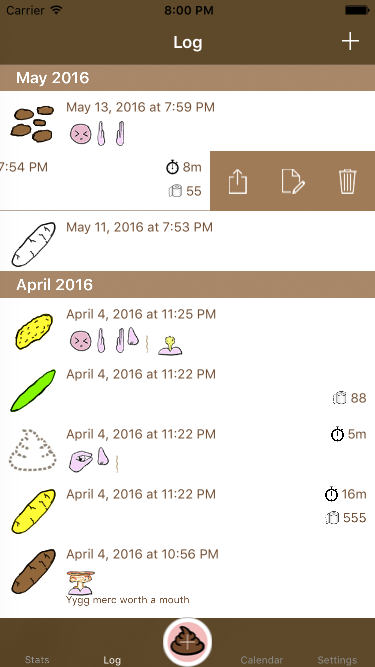 Carrier 8:00 PM
Log
May 2016
May 13, 2016 at 7:59 PM
7:54 PM
8m
55
May 11, 2016 at 7:53 PM
April 2016
April 4, 2016 at 11:25 PM
April 4, 2016 at 11:22 PM
88
April 4, 2016 at 11:22 PM
5m
April 4, 2016 at 11:22 PM
16m
555
April 4, 2016 at 10:56 PM
Yygg merc worth a mouth
Stats Log Calendar Settings